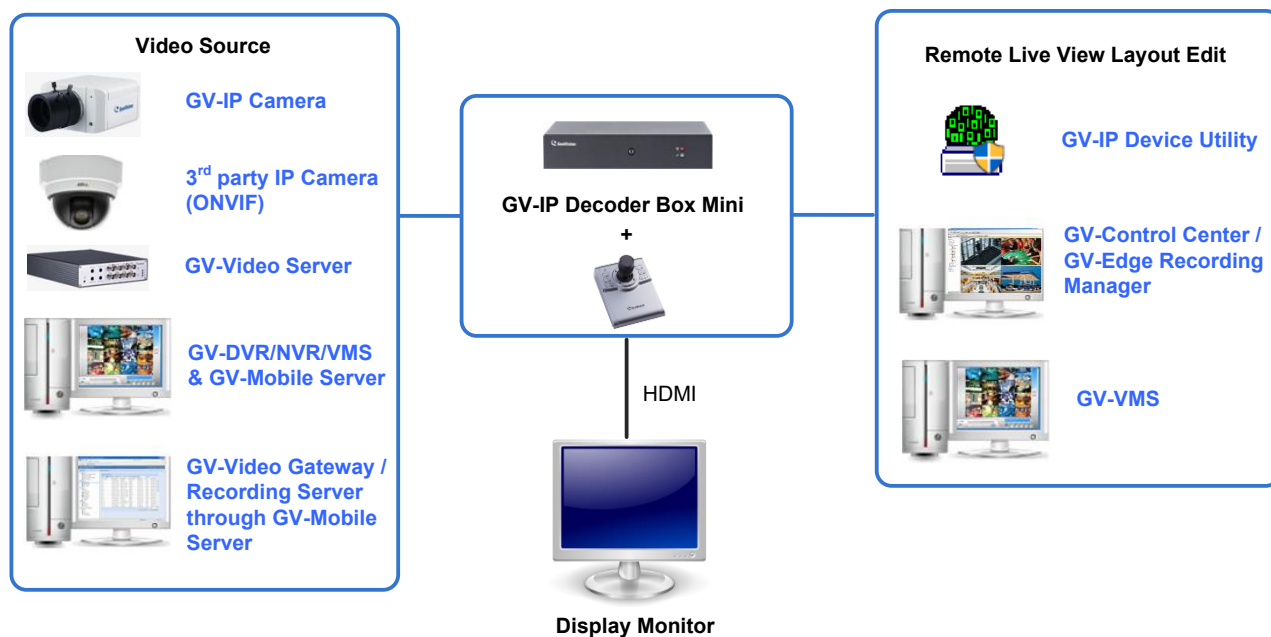 Video Source
GV-IP Camera
3rd party IP Camera
(ONVIF)
GV-Video Server
GV-DVR/NVR/VMS
& GV-Mobile Server
GV-Video Gateway /
Recording Server
through GV-Mobile
Server
GeoVision
GV-IP Decoder Box Mini
+
HDMI
Display Monitor
Remote Live View Layout Edit
GV-IP Device Utility
GV-Control Center /
GV-Edge Recording
Manager
GV-VMS